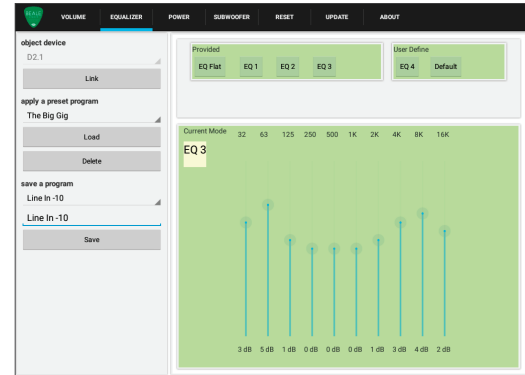 VOLUME EQUALIZER POWER SUBWOOFER RESET UPDATE ABOUT
object device
D2.1
Link
apply a preset program
The Big Gig
Load
Delete
save a program
Line In -10
Line In -10
Save
Provided
EQ Flat EQ 1 EQ 2 EQ 3
User Define
EQ 4 Default
Current Mode 32 63 125 250 500 1K 2K 4K 8K 16K
EQ 3
3 dB 5 dB 1 dB 0 dB 0 dB 0 dB 1 dB 3 dB 4 dB 2 dB